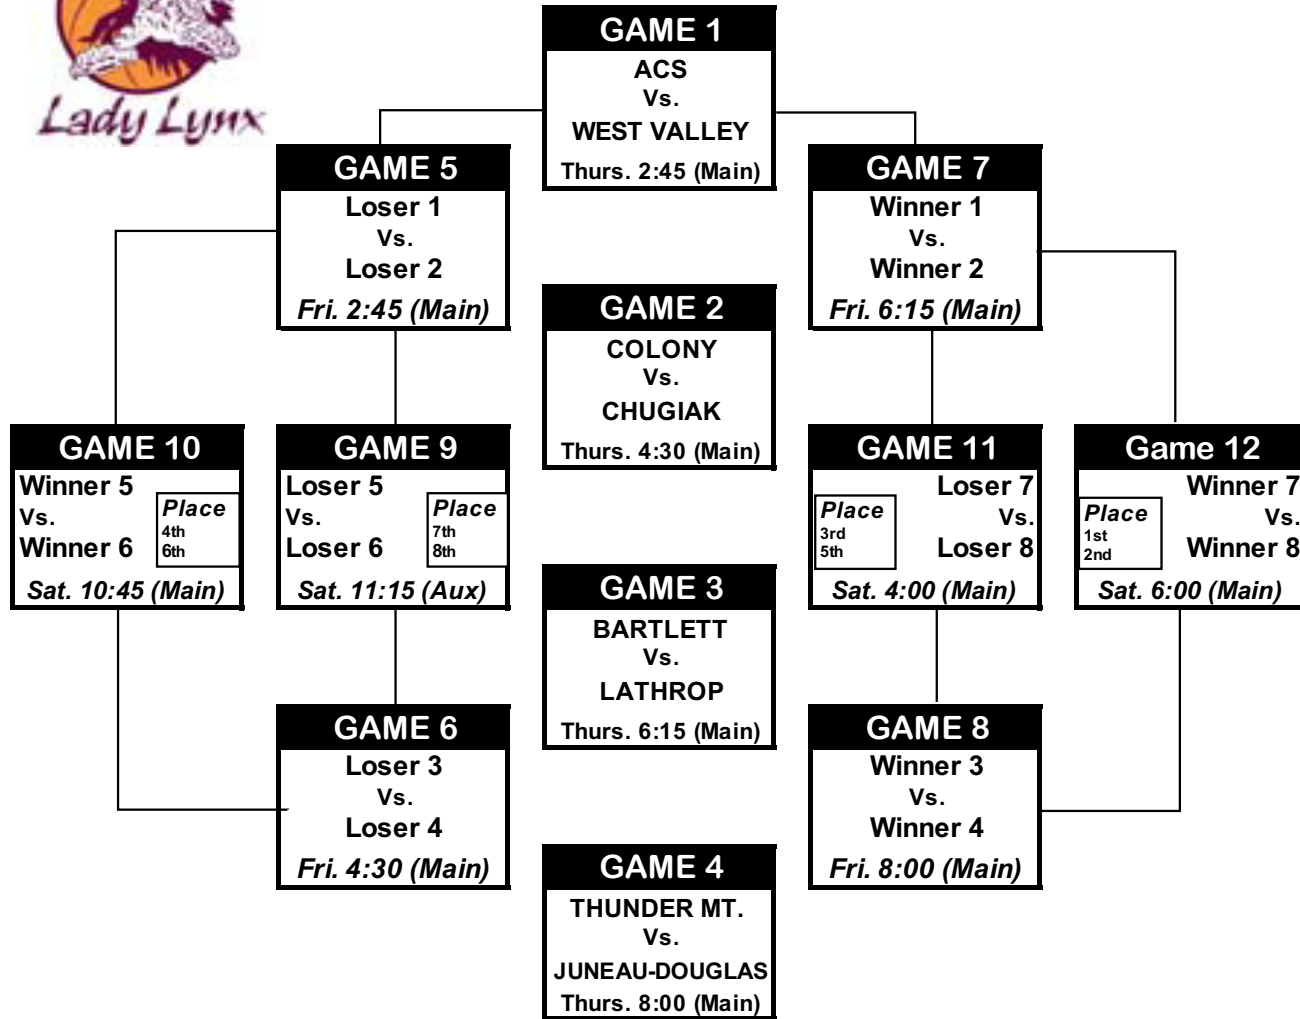 Lady Lynx
GAME 1
ACS
Vs.
WEST VALLEY
Thurs. 2:45 (Main)
GAME 5
Loser 1
Vs.
Loser 2
Fri. 2:45 (Main)
GAME 7
Winner 1
Vs.
Winner 2
Fri. 6:15 (Main)
GAME 2
COLONY
Vs.
CHUGIAK
Thurs. 4:30 (Main)
GAME 10
Winner 5
Vs.
Winner 6
Place
4th
6th
Sat. 10:45 (Main)
GAME 9
Loser 5
Vs.
Loser 6
Place
7th
8th
Sat. 11:15 (Aux)
GAME 11
Loser 7
Vs.
Loser 8
Place
3rd
5th
Sat. 4:00 (Main)
Game 12
Winner 7
Vs.
Winner 8
Place
1st
2nd
Sat. 6:00 (Main)
GAME 3
BARTLETT
Vs.
LATHROP
Thurs. 6:15 (Main)
GAME 6
Loser 3
Vs.
Loser 4
Fri. 4:30 (Main)
GAME 8
Winner 3
Vs.
Winner 4
Fri. 8:00 (Main)
GAME 4
THUNDER MT.
Vs.
JUNEAU-DOUGLAS
Thurs. 8:00 (Main)